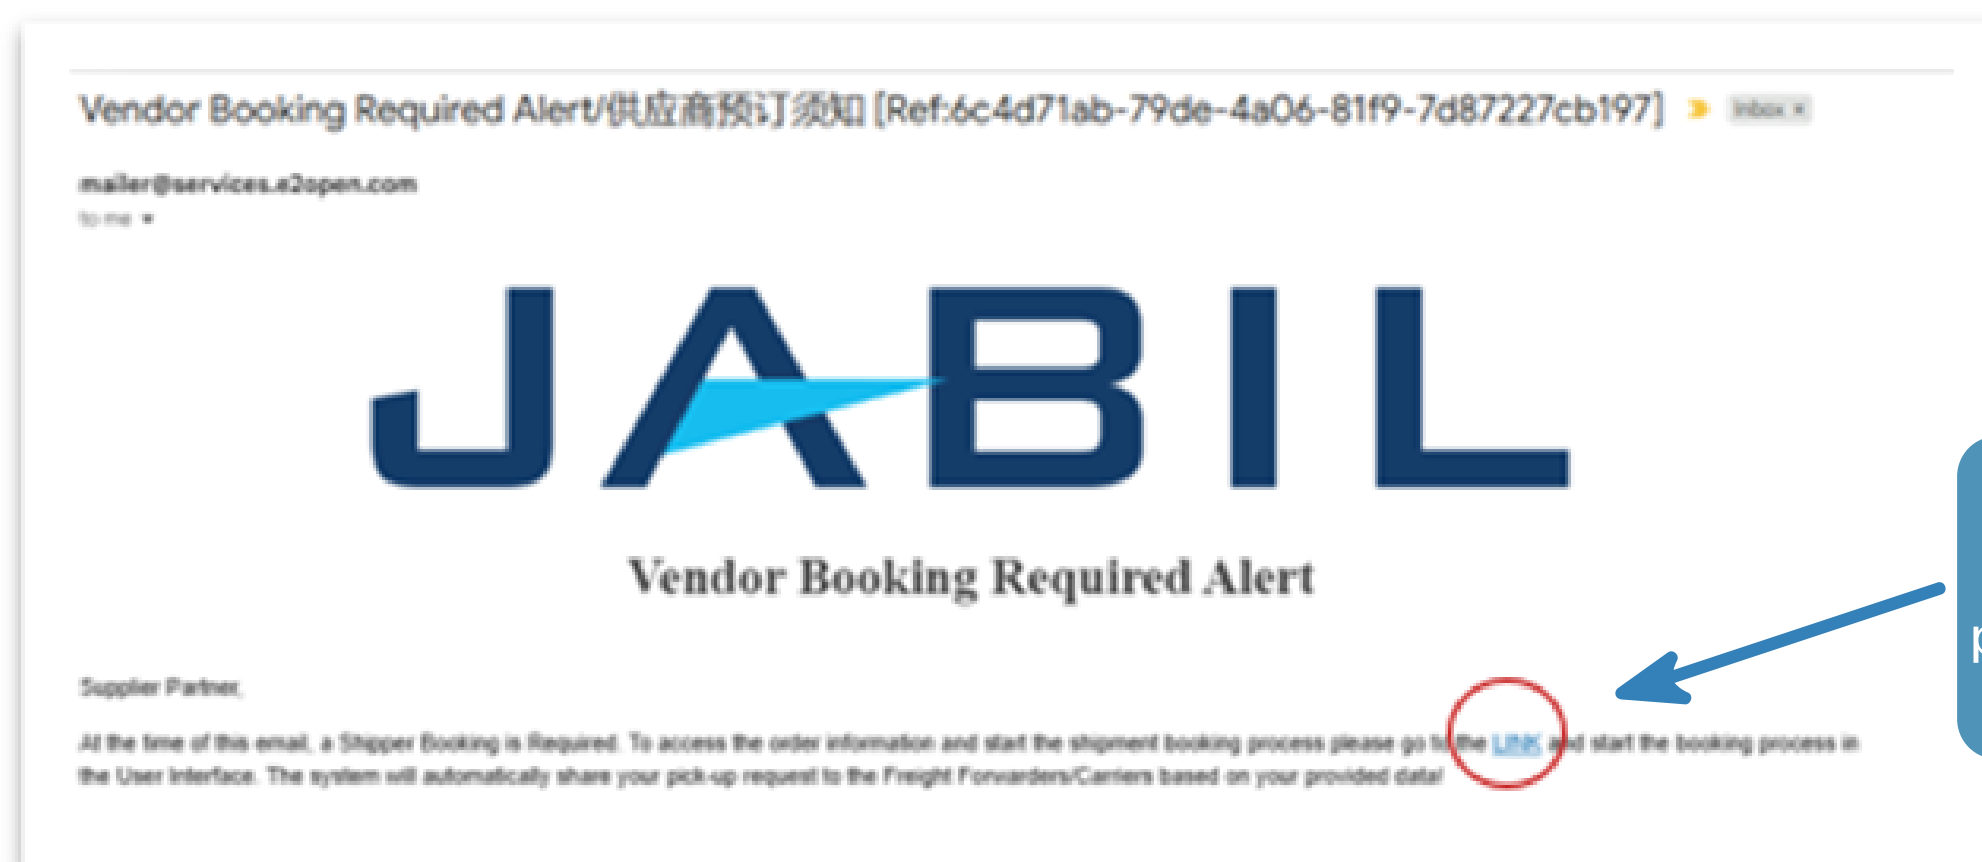 Vendor Booking Required Alert/供应商预订须知 [Ref:6c4d71ab-79de-4a06-81f9-7d87227cb197] Inbox ×
mailer@services.e2open.com
to me
JABIL
Vendor Booking Required Alert
Supplier Partner,
At the time of this email, a Shipper Booking is Required. To access the order information and start the shipment booking process please go to the LINK and start the booking process in
the User Interface. The system will automatically share your pick-up request to the Freight Forwarders/Carriers based on your provided data!
p